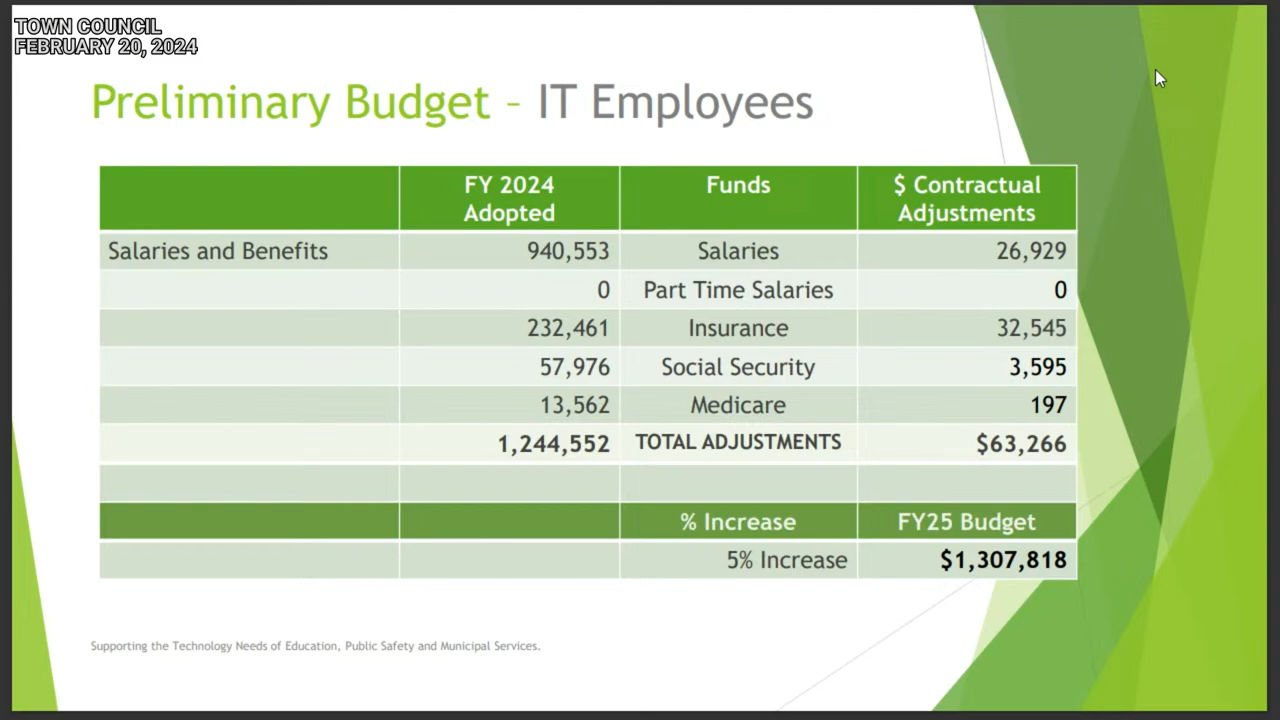 TOWN COUNCIL
FEBRUARY 20, 2024
Preliminary Budget – IT Employees
FY 2024 Adopted Funds $ Contractual Adjustments
Salaries and Benefits 940,553 Salaries 26,929
0 Part Time Salaries 0
232,461 Insurance 32,545
57,976 Social Security 3,595
13,562 Medicare 197
1,244,552 TOTAL ADJUSTMENTS $63,266
% Increase FY25 Budget
5% Increase $1,307,818
Supporting the Technology Needs of Education, Public Safety and Municipal Services.